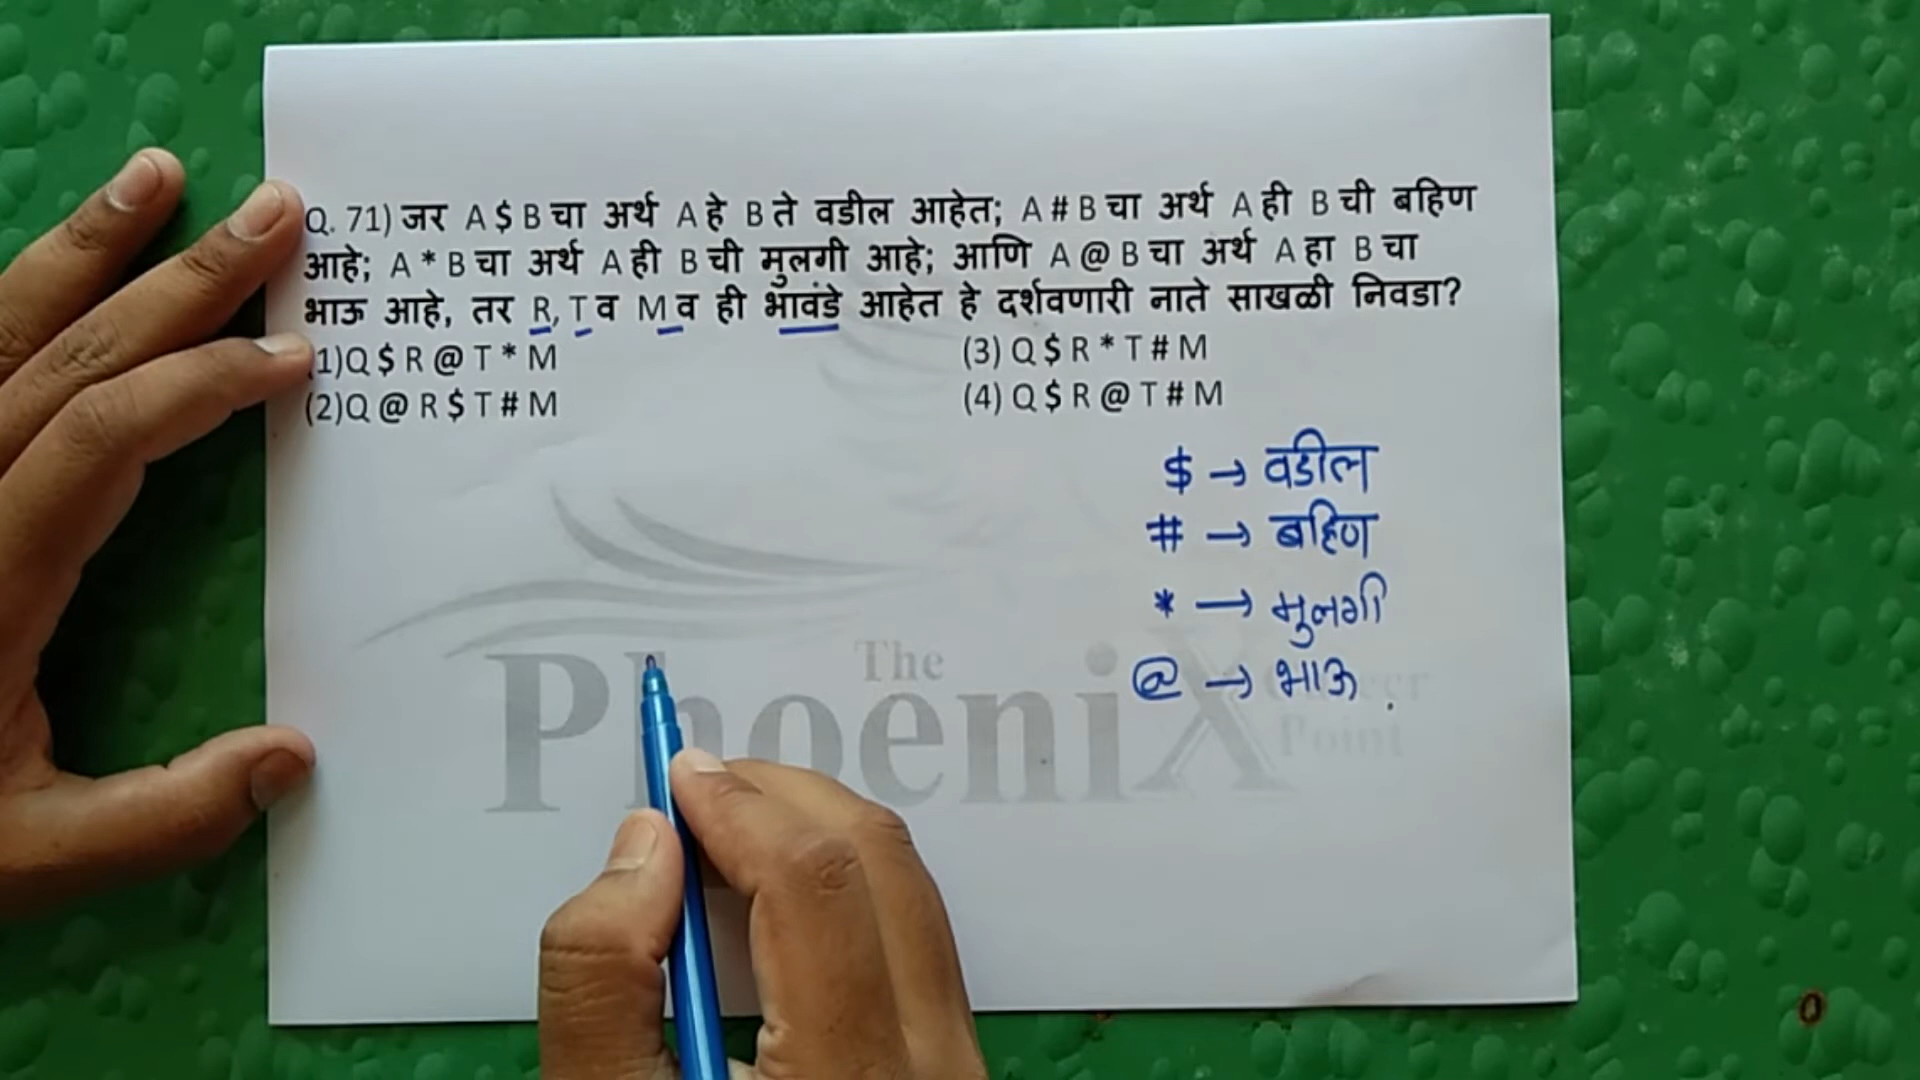 Q. 71) जर A $ B चा अर्थ A हे B ते वडील आहेत; A # B चा अर्थ A ही B ची बहिण
आहे; A * B चा अर्थ A ही B ची मुलगी आहे; आणि A @ B चा अर्थ A हा B चा
भाऊ आहे, तर R, T व M व ही भावंडे आहेत हे दर्शवणारी नाते साखळी निवडा?
(1)Q $ R @ T * M
(3) Q $ R * T # M
(2)Q @ R $ T # M
(4) Q $ R @ T # M
$ → वडील
# → बहिण
* → मुलगी
@ → भाऊ
The
PhoeniX
Career
Point